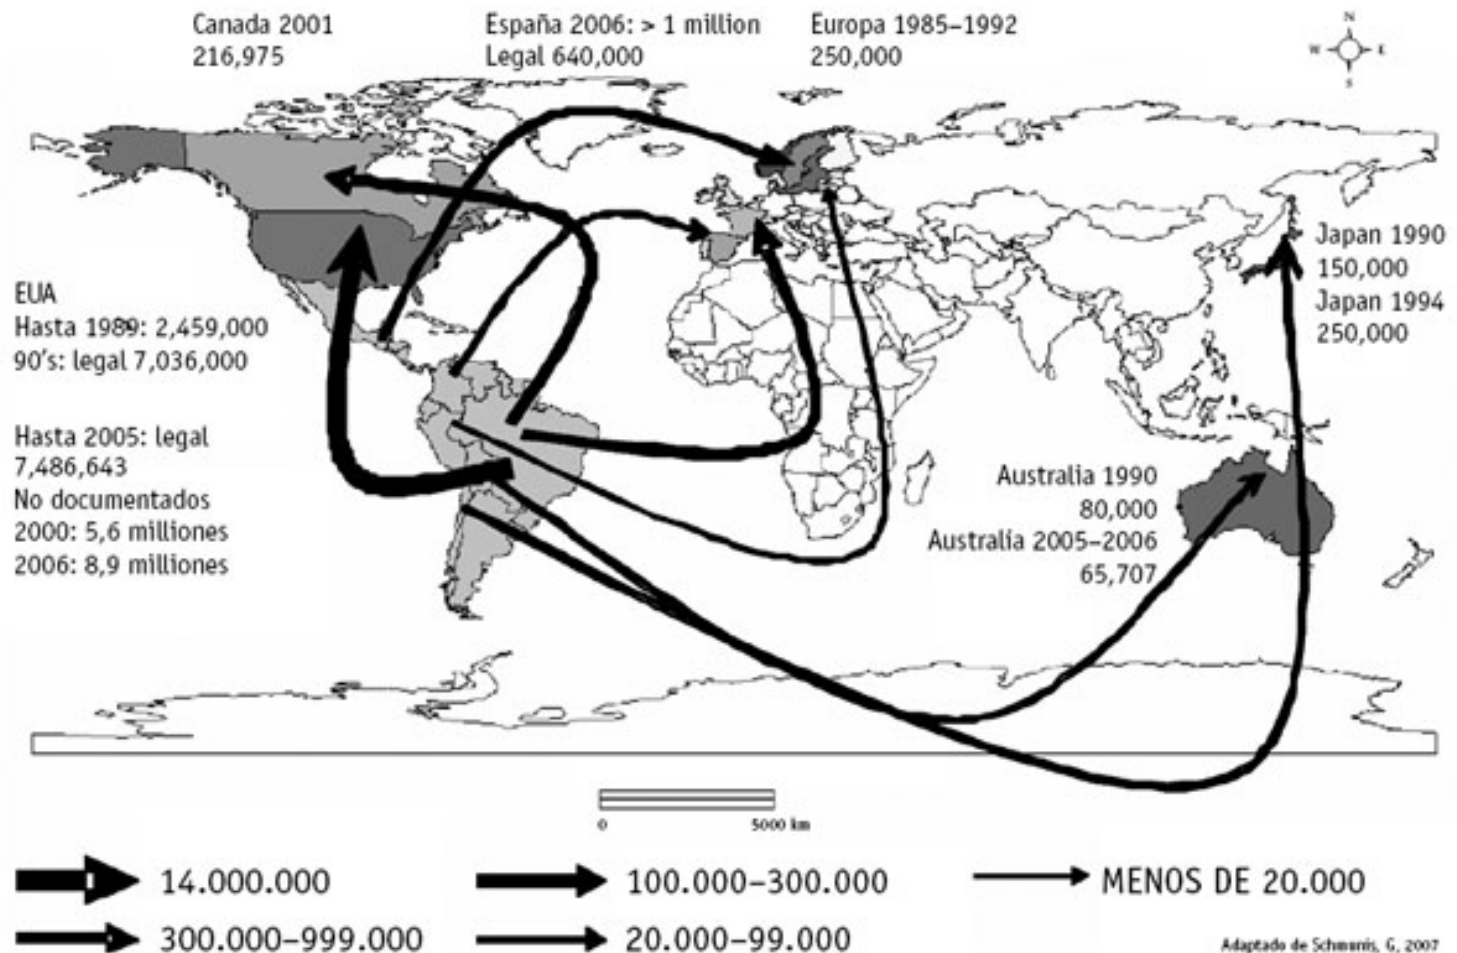 Canada 2001
216,975
España 2006: > 1 million
Legal 640,000
Europa 1985–1992
250,000
N
W
E
S
Japan 1990
150,000
Japan 1994
250,000
EUA
Hasta 1989: 2,459,000
90's: legal 7,036,000
Hasta 2005: legal
7,486,643
No documentados
2000: 5,6 milliones
2006: 8,9 milliones
Australia 1990
80,000
Australia 2005–2006
65,707
0
5000 km
14.000.000
100.000–300.000
MENOS DE 20.000
300.000–999.000
20.000–99.000
Adaptado de Schmunis, G, 2007